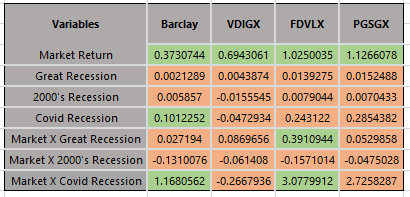 Variables Barclay VDIGX FDVLX PGSGX
Market Return 0.3730744 0.6943061 1.0250035 1.1266078
Great Recession 0.0021289 0.0043874 0.0139275 0.0152488
2000's Recession 0.005857 -0.0155545 0.0079044 0.0070433
Covid Recession 0.1012252 -0.0472934 0.243122 0.2854382
Market X Great Recession 0.027194 0.0869656 0.3910944 0.0529858
Market X 2000's Recession -0.1310076 -0.061408 -0.1571014 -0.0475028
Market X Covid Recession 1.1680562 -0.2667936 3.0779912 2.7258287